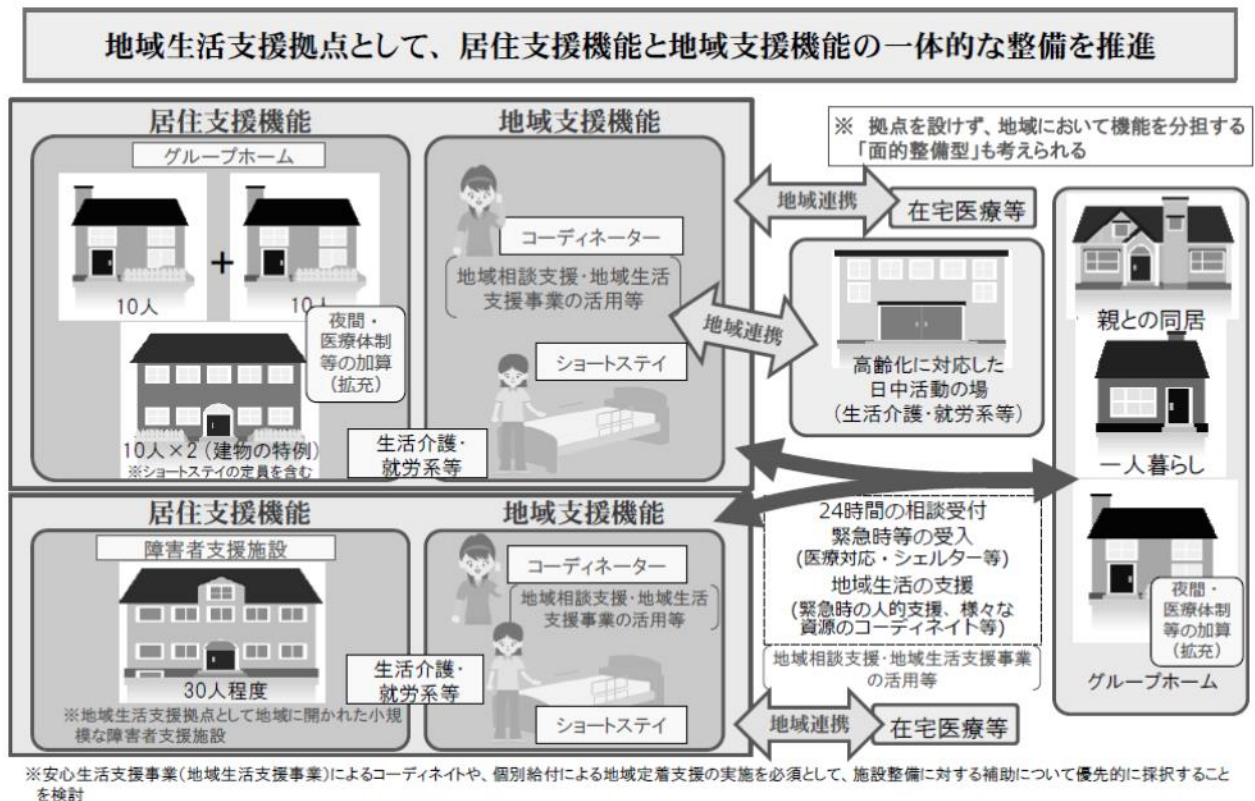 地域生活支援拠点として、居住支援機能と地域支援機能の一体的な整備を推進
居住支援機能
グループホーム
10人
+
10人
夜間・
医療体制
等の加算
(拡充)
10人×2(建物の特例)
※ショートステイの定員を含む
地域支援機能
コーディネーター
地域相談支援・地域生活
支援事業の活用等
ショートステイ
生活介護・
就労系等
居住支援機能
障害者支援施設
30人程度
※地域生活支援拠点として地域に開かれた小規
模な障害者支援施設
地域支援機能
コーディネーター
地域相談支援・地域生活
支援事業の活用等
生活介護・
就労系等
ショートステイ
※ 拠点を設けず、地域において機能を分担する
「面的整備型」も考えられる
地域連携
在宅医療等
地域連携
高齢化に対応した
日中活動の場
(生活介護・就労系等)
24時間の相談受付
緊急時等の受入
(医療対応・シェルター等)
地域生活の支援
(緊急時の人的支援、様々な
資源のコーディネイト等)
地域相談支援・地域生活支援事業
の活用等
地域連携
在宅医療等
親との同居
一人暮らし
夜間・
医療体制
等の加算
(拡充)
グループホーム
※安心生活支援事業(地域生活支援事業)によるコーディネイトや、個別給付による地域定着支援の実施を必須として、施設整備に対する補助について優先的に採択すること
を検討